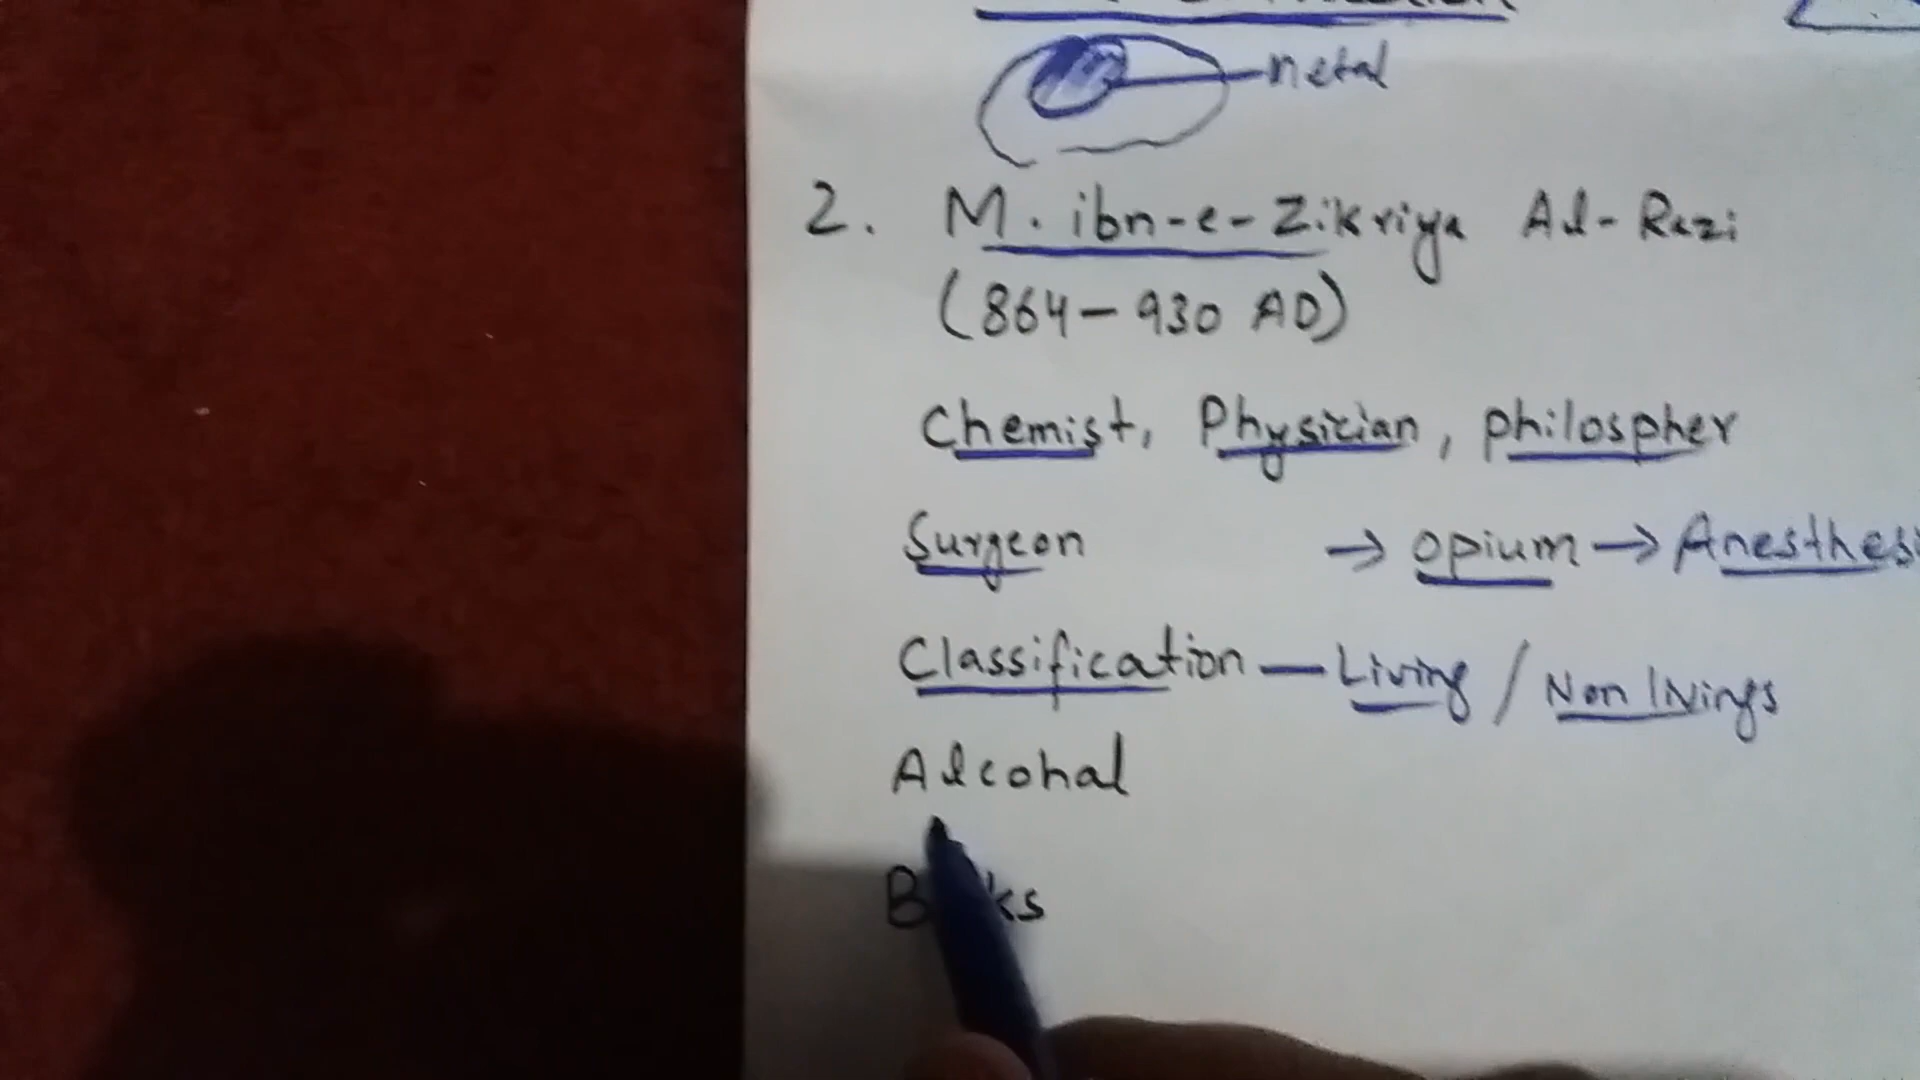 metal
2. M. ibn-e-Zikriya Al-Razi
(864-930 AD)
Chemist, Physician, philospher
Surgeon → opium → Anesthesi
Classification - Living / Non livings
Alcohal